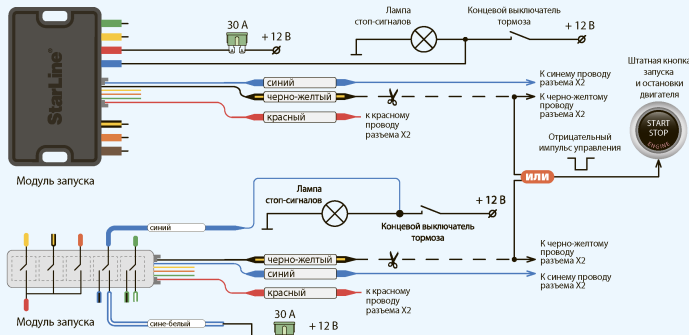 30 А
+ 12 В
Лампа
стоп-сигналов
Концевой выключатель
тормоза
+ 12 В
StarLine®
синий
черно-желтый
красный
к красному
проводу
разъема X2
К синему проводу
разъема X2
К черно-желтому
проводу
разъема X2
Штатная кнопка
запуска
и остановки
двигателя
START
STOP
ENGINE
Отрицательный
импульс управления
или
Модуль запуска
Лампа
стоп-сигналов
+ 12 В
Концевой выключатель
тормоза
синий
черно-желтый
синий
красный
к красному
проводу
разъема X2
К черно-желтому
проводу
разъема X2
К синему проводу
разъема X2
Модуль запуска
сине-белый
30 А
+ 12 В